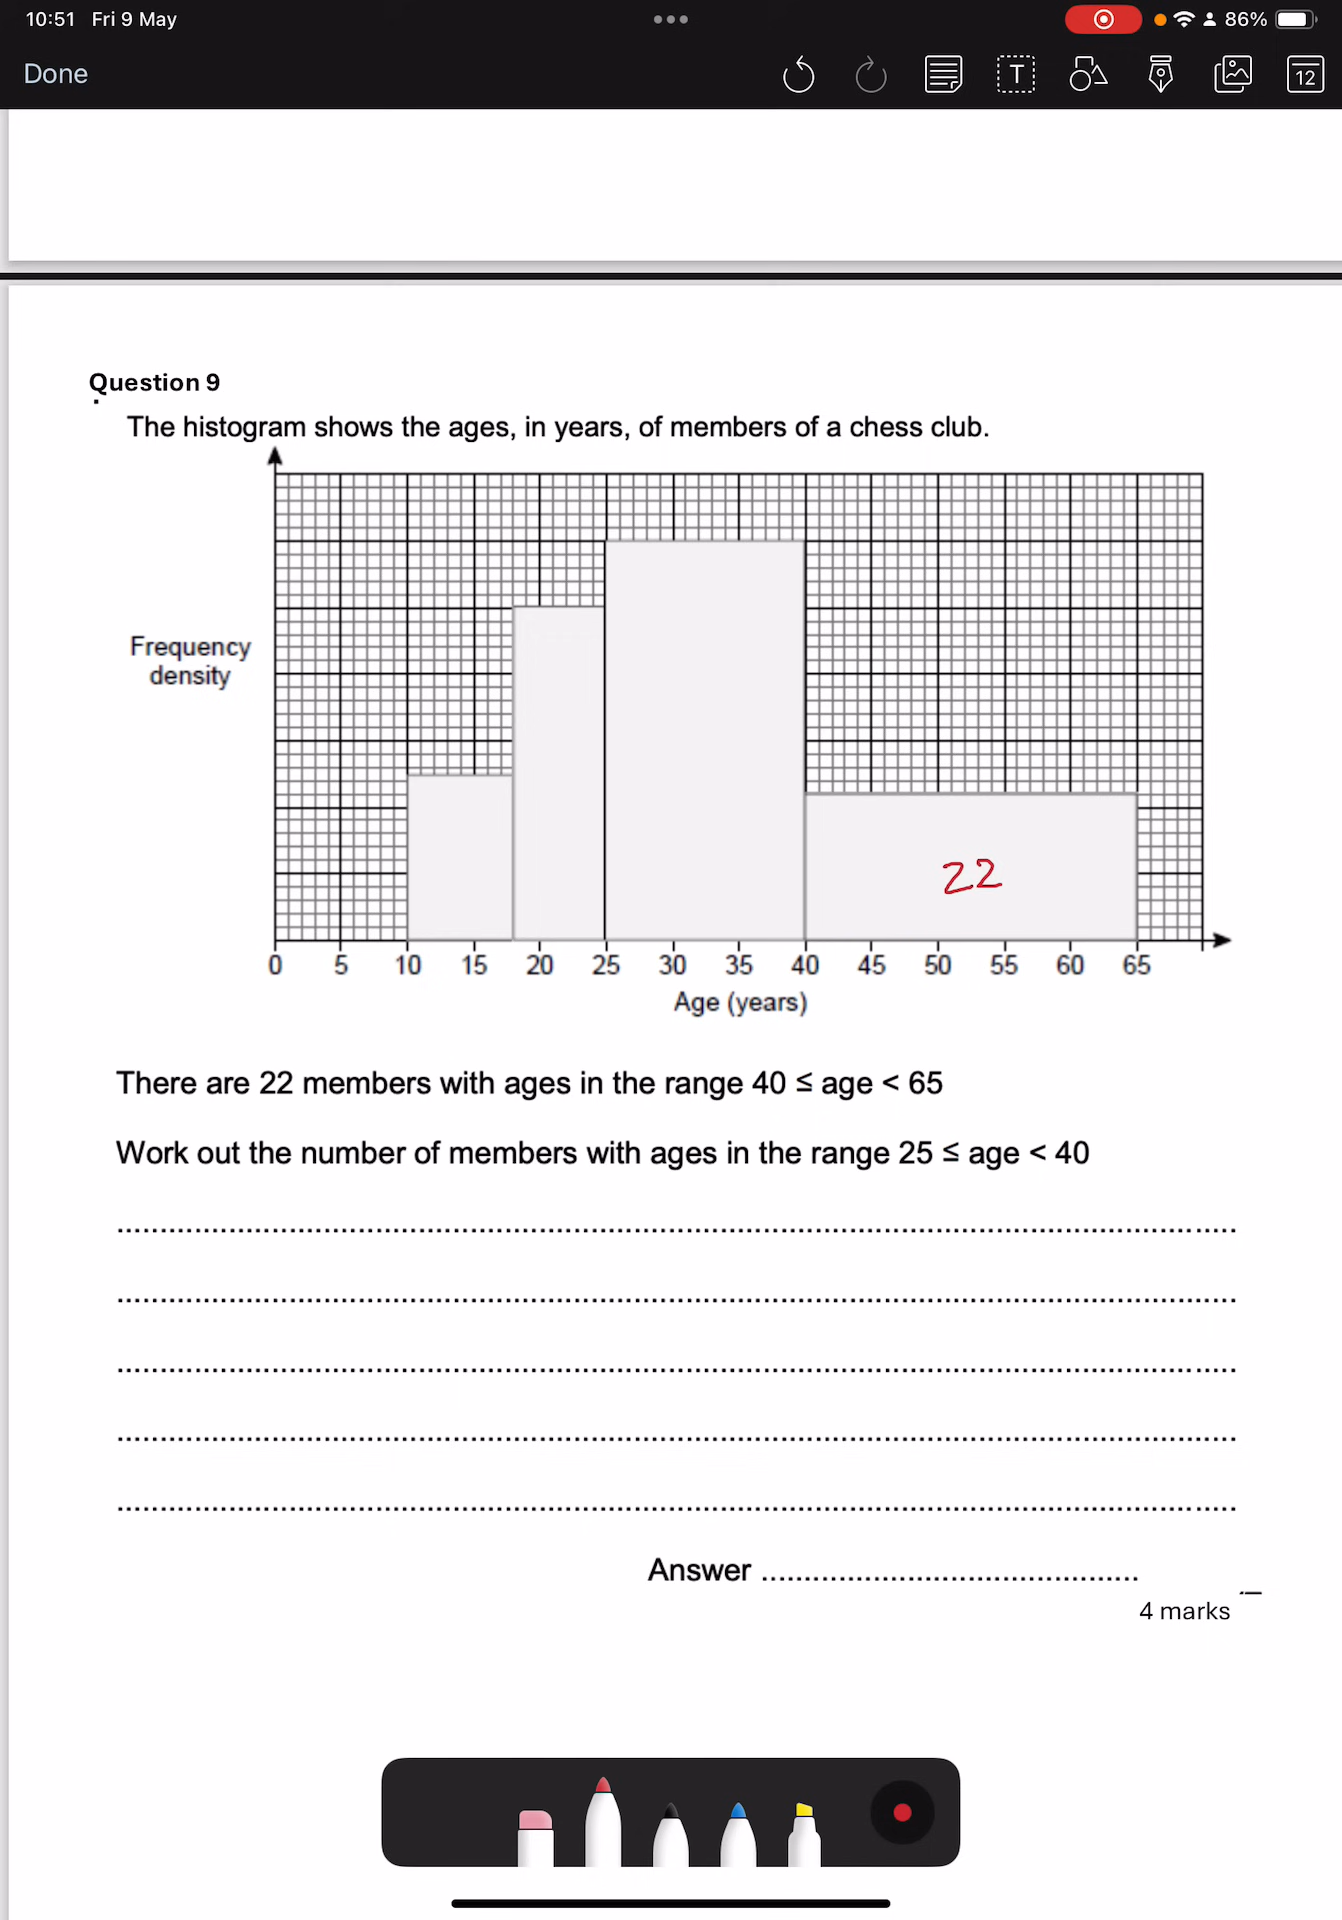 10:51 Fri 9 May
86%
Done
T
12
Question 9
The histogram shows the ages, in years, of members of a chess club.
Frequency
density
22
0 5 10 15 20 25 30 35 40 45 50 55 60 65
Age (years)
There are 22 members with ages in the range 40 ≤ age < 65
Work out the number of members with ages in the range 25 ≤ age < 40
Answer
4 marks